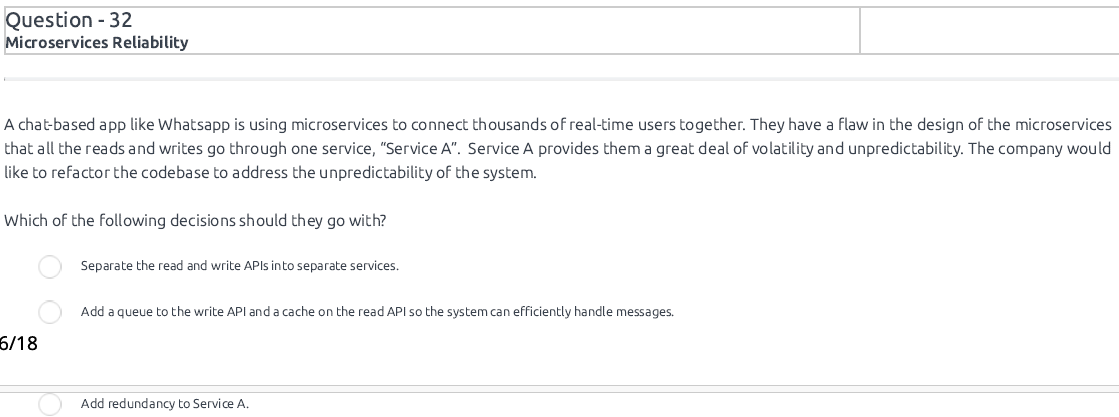 Question - 32
Microservices Reliability
A chat-based app like Whatsapp is using microservices to connect thousands of real-time users together. They have a flaw in the design of the microservices
that all the reads and writes go through one service, “Service A”. Service A provides them a great deal of volatility and unpredictability. The company would
like to refactor the codebase to address the unpredictability of the system.
Which of the following decisions should they go with?
Separate the read and write APIs into separate services.
Add a queue to the write API and a cache on the read API so the system can efficiently handle messages.
6/18
Add redundancy to Service A.